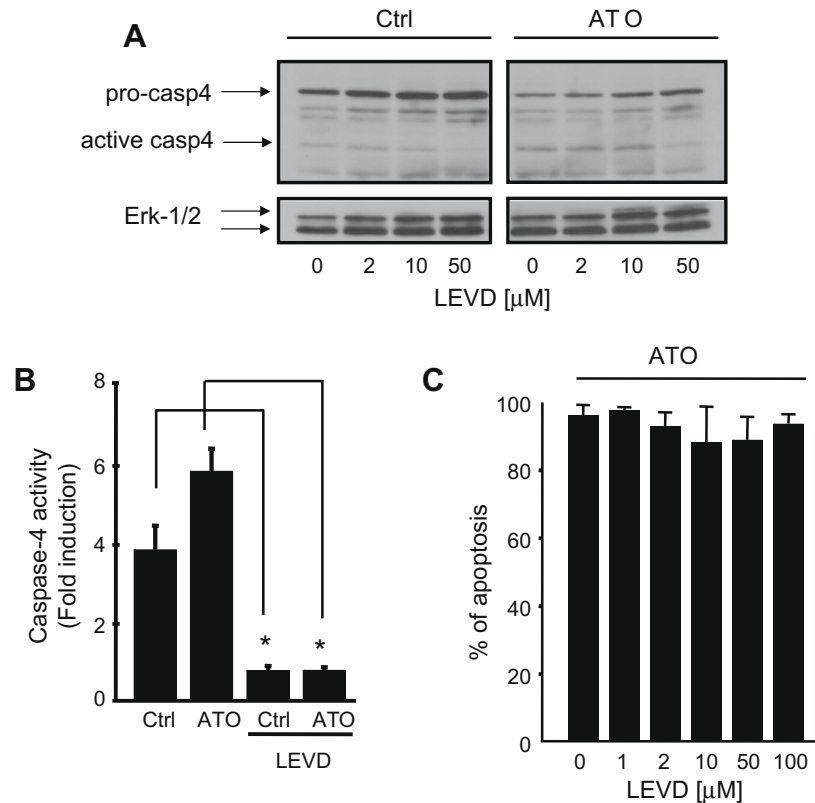 A
Ctrl
ATO
pro-casp4
active casp4
Erk-1/2
0 2 10 50 0 2 10 50
LEVD [μM]
B
Caspase-4 activity
(Fold induction)
8
6
4
2
0
* *
Ctrl ATO Ctrl ATO
LEVD
C
ATO
% of apoptosis
100
80
60
40
20
0
0 1 2 10 50 100
LEVD [μM]